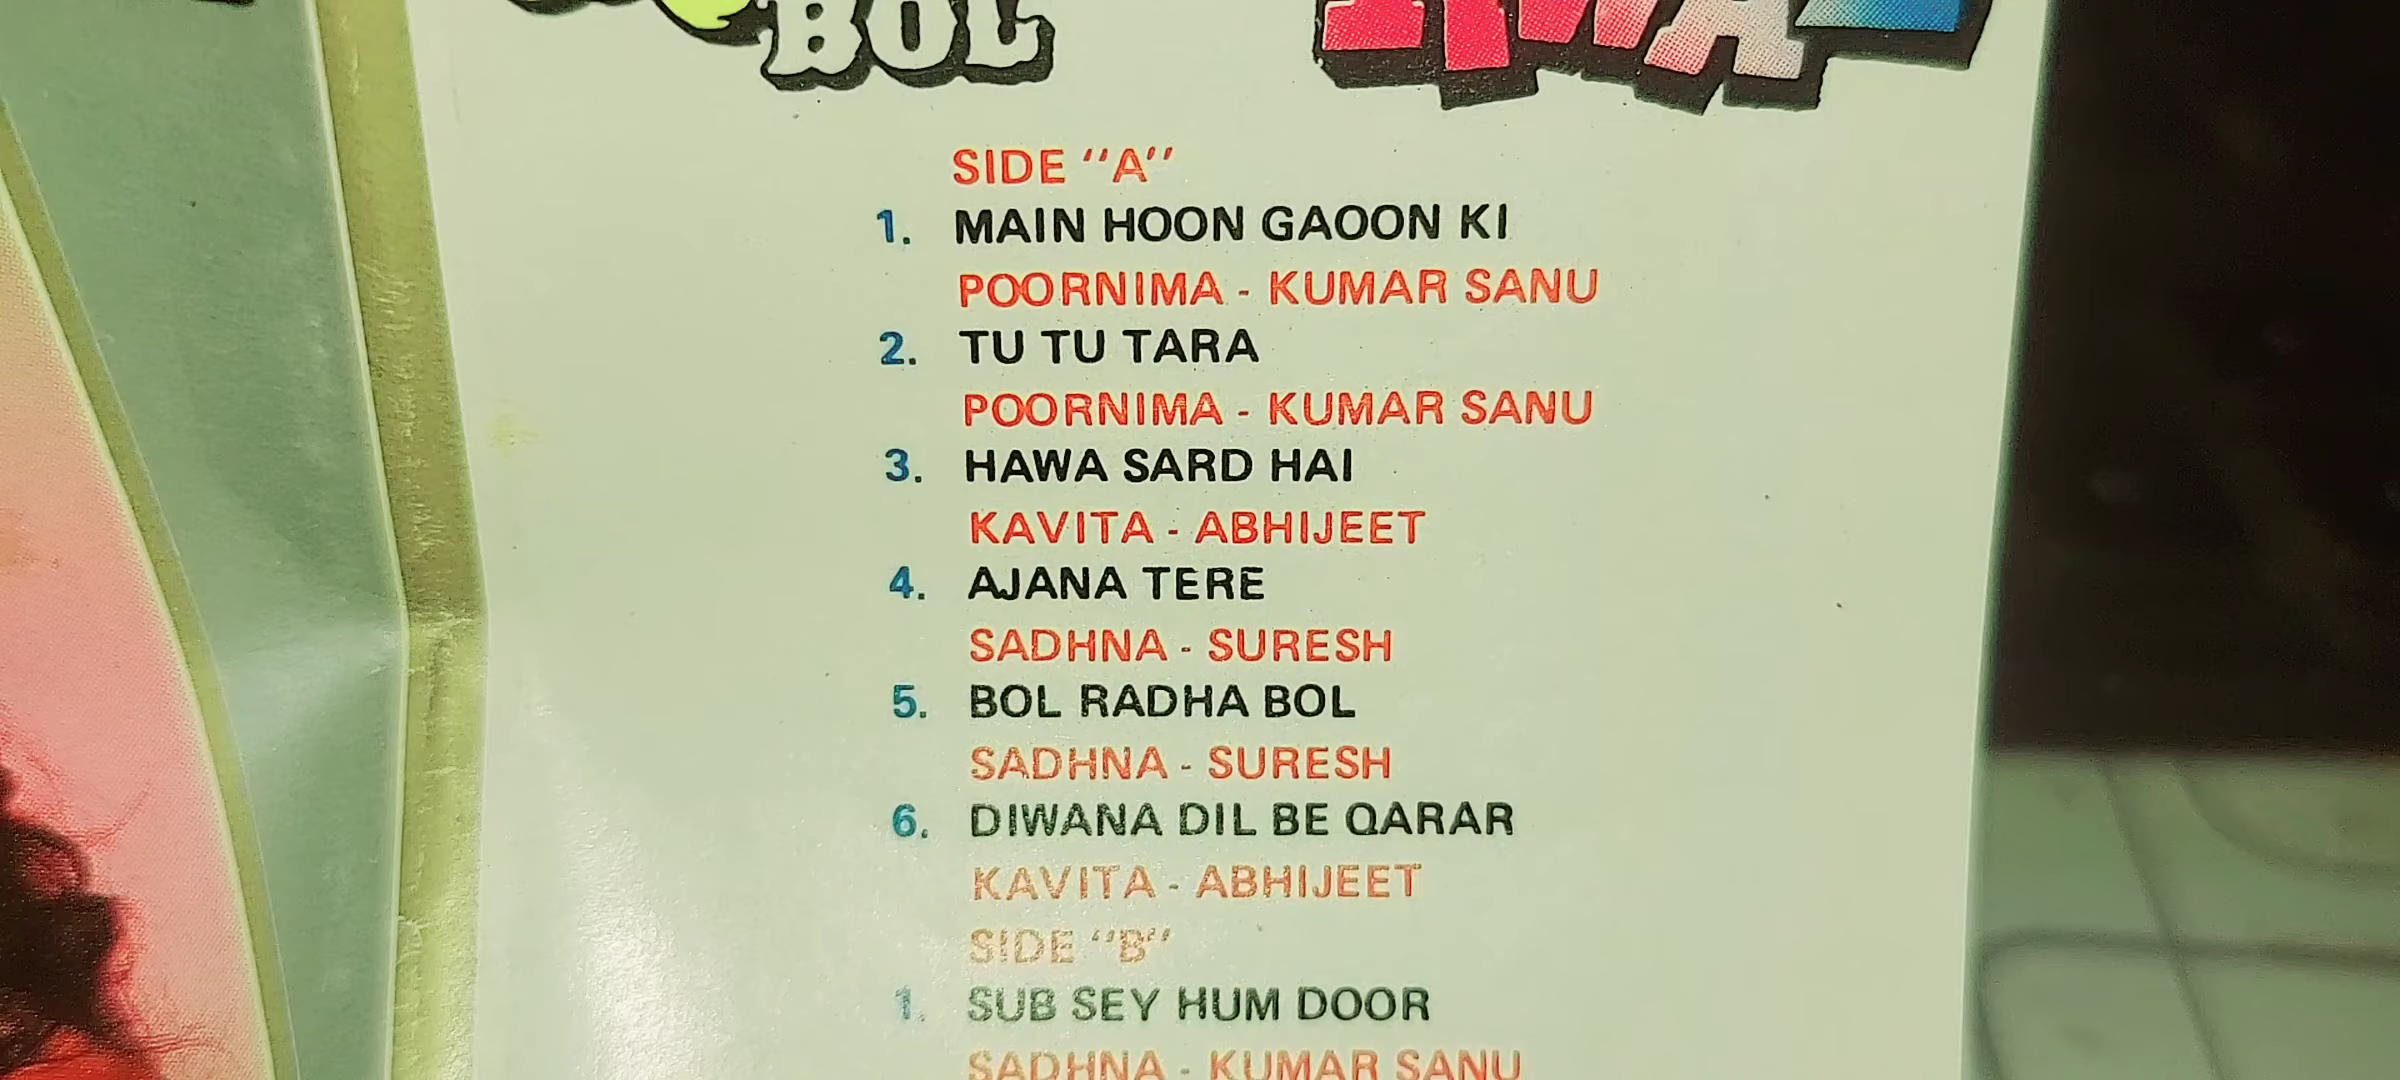 BOL
SIDE "A"
1. MAIN HOON GAOON KI
POORNIMA - KUMAR SANU
2. TU TU TARA
POORNIMA - KUMAR SANU
3. HAWA SARD HAI
KAVITA - ABHIJEET
4. AJANA TERE
SADHNA - SURESH
5. BOL RADHA BOL
SADHNA - SURESH
6. DIWANA DIL BE QARAR
KAVITA - ABHIJEET
SIDE "B"
1. SUB SEY HUM DOOR
SADHNA - KUMAR SANU